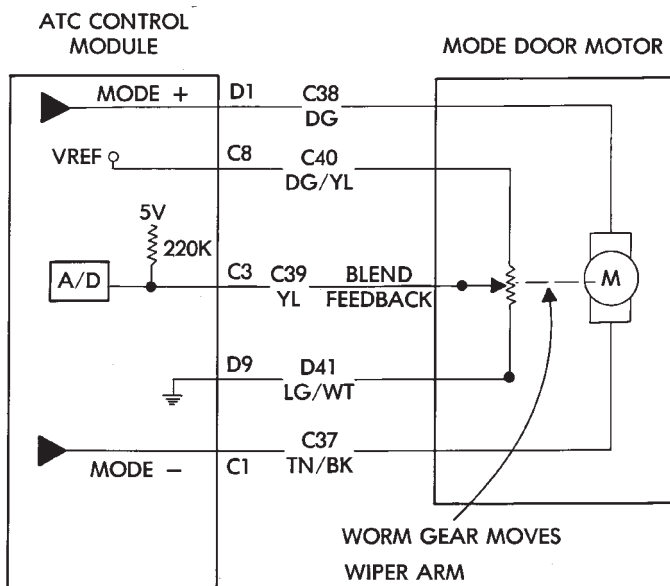 ATC CONTROL
MODULE
MODE DOOR MOTOR
MODE +
D1
C38
DG
VREF
C8
C40
DG/YL
5V
220K
A/D
C3
C39
YL
BLEND
FEEDBACK
M
D9
D41
LG/WT
MODE −
C1
C37
TN/BK
WORM GEAR MOVES
WIPER ARM